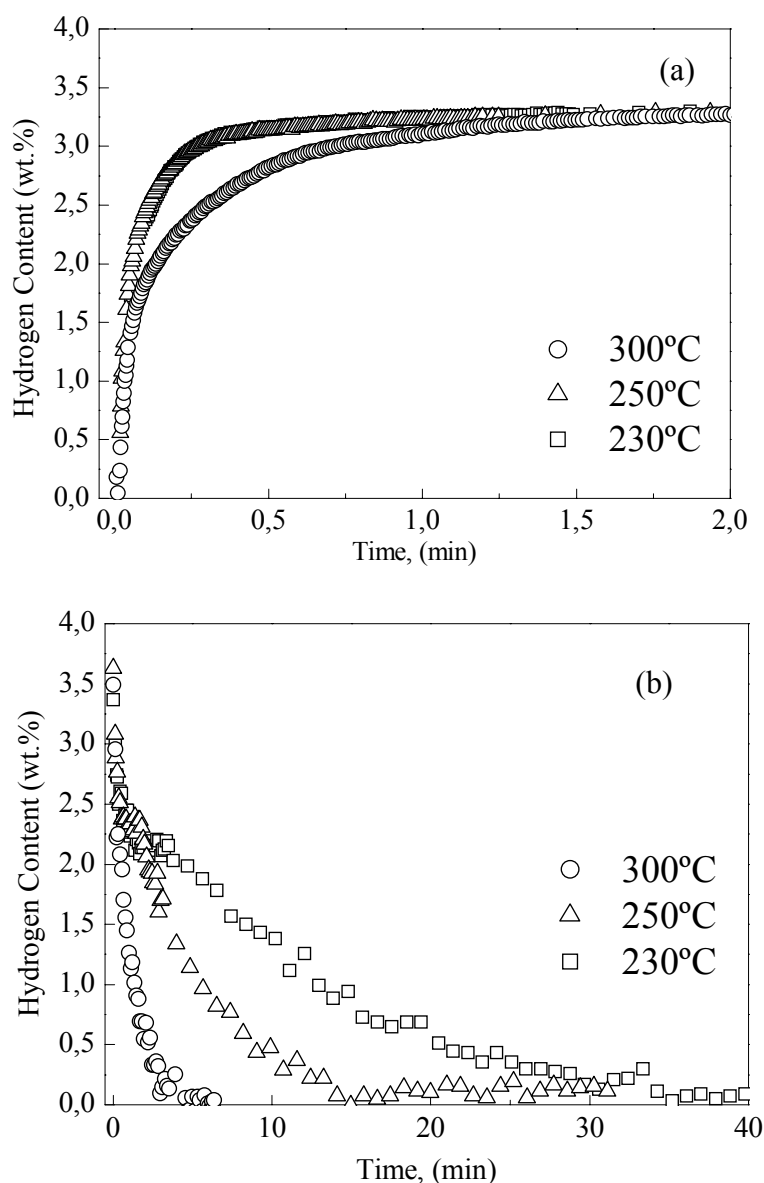 4,0
3,5
3,0
2,5
2,0
1,5
1,0
0,5
0,0
Hydrogen Content (wt.%)
(a)
300ºC
250ºC
230ºC
0,0 0,5 1,0 1,5 2,0
Time, (min)
4,0
3,5
3,0
2,5
2,0
1,5
1,0
0,5
0,0
Hydrogen Content (wt.%)
(b)
300ºC
250ºC
230ºC
0 10 20 30 40
Time, (min)